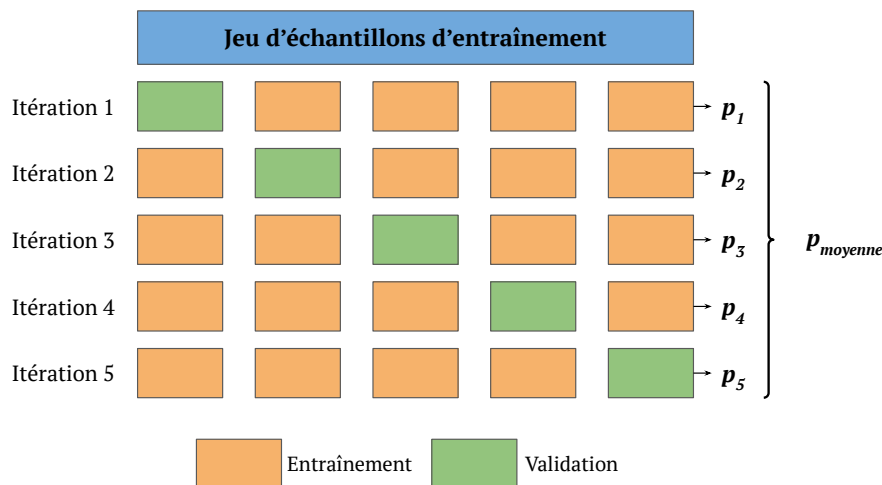 Jeu d’échantillons d’entraînement
Itération 1
p1
Itération 2
p2
Itération 3
p3
pmoyenne
Itération 4
p4
Itération 5
p5
Entraînement
Validation